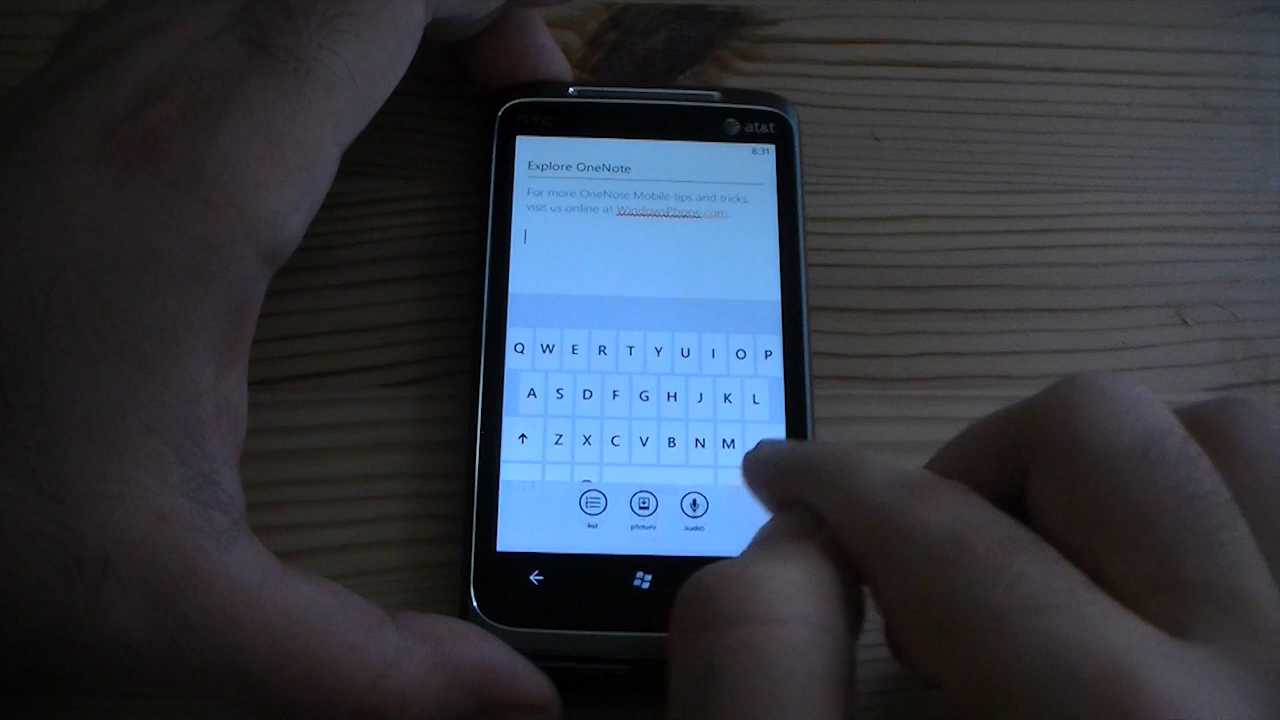 hTC
at&t
8:31
Explore OneNote
For more OneNote Mobile tips and tricks,
visit us online at WindowsPhone.com
Q W E R T Y U I O P
A S D F G H J K L
Z X C V B N M
list picture audio